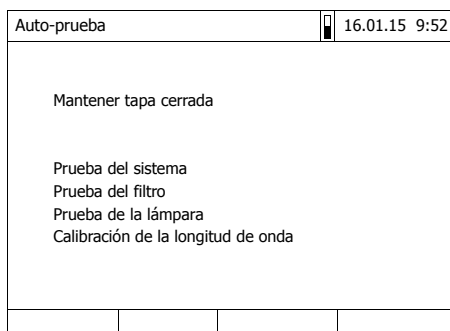 Auto-prueba 16.01.15 9:52
Mantener tapa cerrada
Prueba del sistema
Prueba del filtro
Prueba de la lámpara
Calibración de la longitud de onda